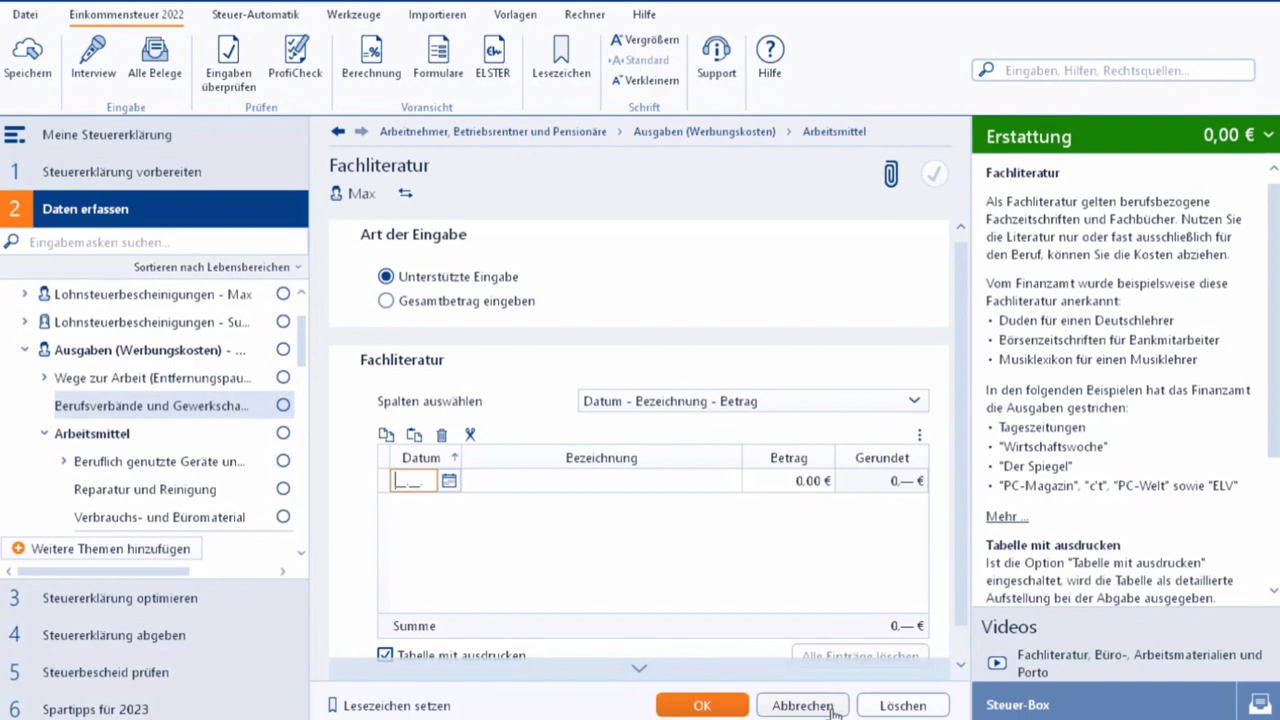 Datei Einkommensteuer 2022 Steuer-Automatik Werkzeuge Importieren Vorlagen Rechner Hilfe
Speichern Interview Alle Belege Eingaben überprüfen ProfiCheck Berechnung Formulare ELSTER Lesezeichen Vergrößern Standard Verkleinern Support Hilfe
Eingabe Prüfen Voransicht Schrift
Eingaben, Hilfen, Rechtsquellen...
Meine Steuererklärung
1 Steuererklärung vorbereiten
2 Daten erfassen
Eingabemasken suchen...
Sortieren nach Lebensbereichen
Lohnsteuerbescheinigungen - Max
Lohnsteuerbescheinigungen - Su...
Ausgaben (Werbungskosten) - ...
Wege zur Arbeit (Entfernungspau...
Berufsverbände und Gewerkscha...
Arbeitsmittel
Beruflich genutzte Geräte un...
Reparatur und Reinigung
Verbrauchs- und Büromaterial
Weitere Themen hinzufügen
3 Steuererklärung optimieren
4 Steuererklärung abgeben
5 Steuerbescheid prüfen
6 Spartipps für 2023
Arbeitnehmer, Betriebsrentner und Pensionäre > Ausgaben (Werbungskosten) > Arbeitsmittel
Fachliteratur
Max
Art der Eingabe
Unterstützte Eingabe
Gesamtbetrag eingeben
Fachliteratur
Spalten auswählen Datum - Bezeichnung - Betrag
Datum Bezeichnung Betrag Gerundet
__.__. 0,00 € 0,— €
Summe 0,— €
Tabelle mit ausdrucken Alle Einträge löschen
Lesezeichen setzen OK Abbrechen Löschen
Erstattung 0,00 €
Fachliteratur
Als Fachliteratur gelten berufsbezogene
Fachzeitschriften und Fachbücher. Nutzen Sie
die Literatur nur oder fast ausschließlich für
den Beruf, können Sie die Kosten abziehen.
Vom Finanzamt wurde beispielsweise diese
Fachliteratur anerkannt:
• Duden für einen Deutschlehrer
• Börsenzeitschriften für Bankmitarbeiter
• Musiklexikon für einen Musiklehrer
In den folgenden Beispielen hat das Finanzamt
die Ausgaben gestrichen:
• Tageszeitungen
• "Wirtschaftswoche"
• "Der Spiegel"
• "PC-Magazin", "c't", "PC-Welt" sowie "ELV"
Mehr ...
Tabelle mit ausdrucken
Ist die Option "Tabelle mit ausdrucken"
eingeschaltet, wird die Tabelle als detaillierte
Aufstellung bei der Abgabe ausgegeben.
Videos
Fachliteratur, Büro-, Arbeitsmaterialien und
Porto
Steuer-Box